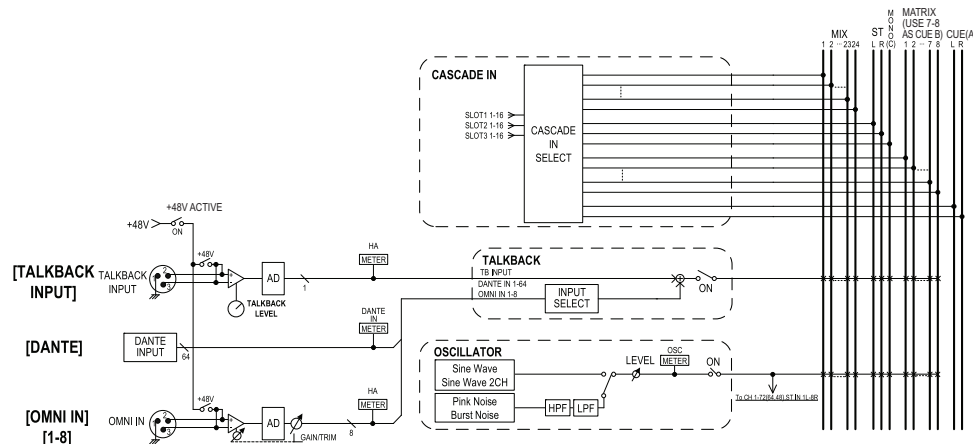 M
O
N
O
(C)
MATRIX
(USE 7-8
AS CUE B)
MIX
ST
CUE(A
1 2 ··· 23 24
L R
1 2 ··· 7 8
L R
CASCADE IN
SLOT1 1-16
SLOT2 1-16
SLOT3 1-16
CASCADE
IN
SELECT
+48V ACTIVE
+48V
ON
[TALKBACK
INPUT]
TALKBACK
INPUT
2
3
+48V
+
-
AD
TALKBACK
LEVEL
1
HA
METER
TALKBACK
TB INPUT
DANTE IN 1-64
OMNI IN 1-8
INPUT
SELECT
ON
[DANTE]
DANTE
INPUT
64
DANTE
IN
METER
OSCILLATOR
Sine Wave
Sine Wave 2CH
Pink Noise
Burst Noise
HPF
LPF
LEVEL
OSC
METER
ON
To CH 1-72(64,48),ST IN 1L-8R
[OMNI IN]
[1-8]
OMNI IN
2
3
+48V
+
-
AD
GAIN/TRIM
8
HA
METER